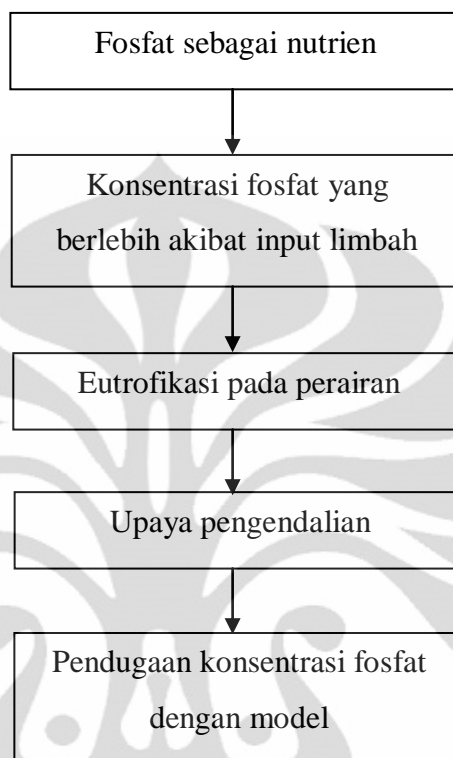 Fosfat sebagai nutrien
Konsentrasi fosfat yang
berlebih akibat input limbah
Eutrofikasi pada perairan
Upaya pengendalian
Pendugaan konsentrasi fosfat
dengan model